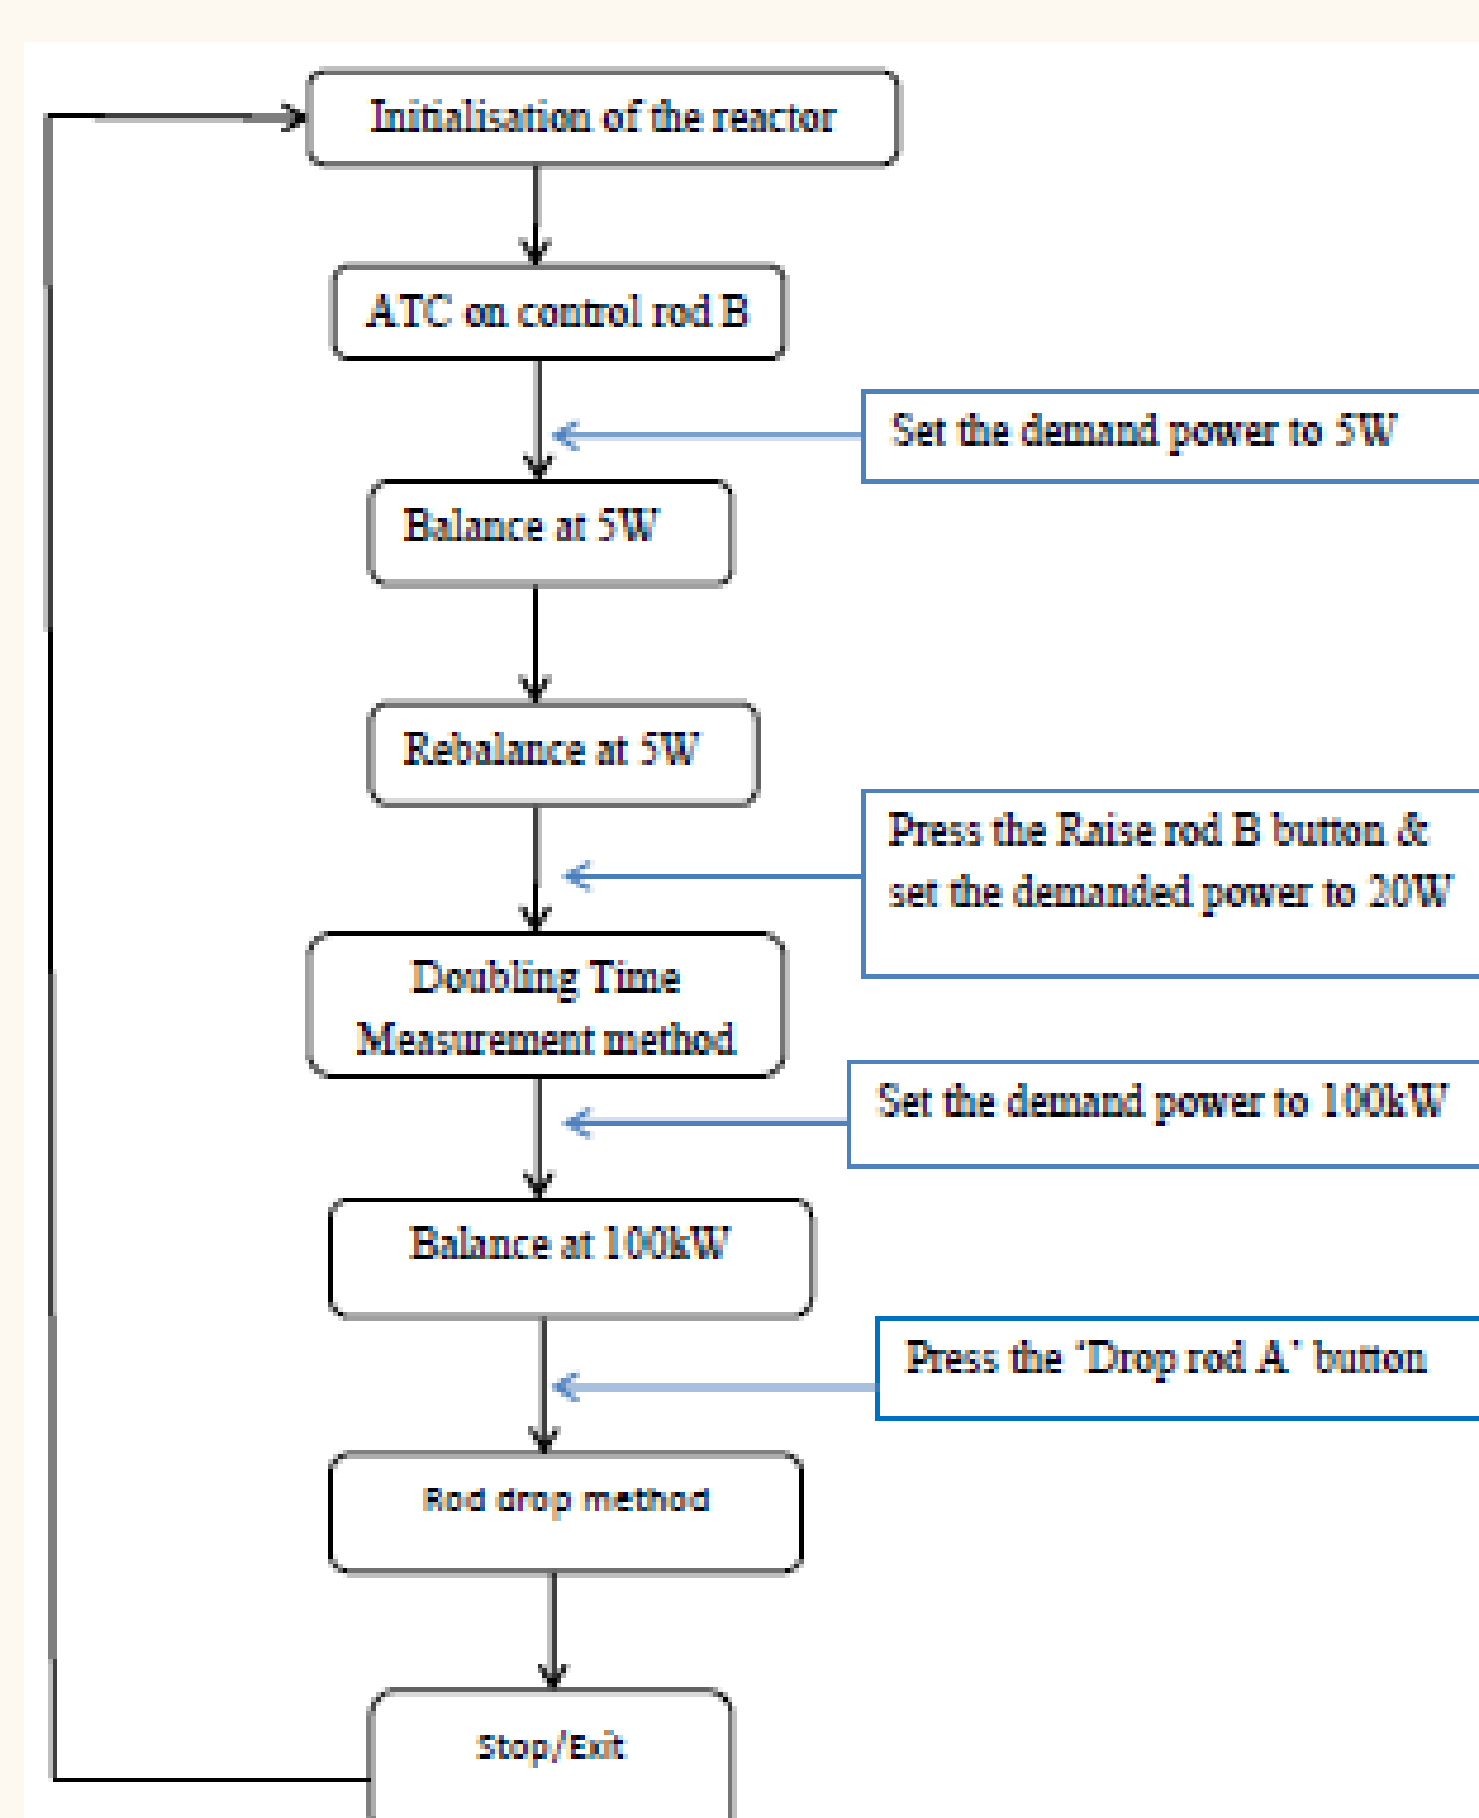 Initialisation of the reactor
ATC on control rod B
Set the demand power to 5W
Balance at 5W
Rebalance at 5W
Press the Raise rod B button &
set the demanded power to 20W
Doubling Time
Measurement method
Set the demand power to 100kW
Balance at 100kW
Press the ‘Drop rod A’ button
Rod drop method
Stop/Exit